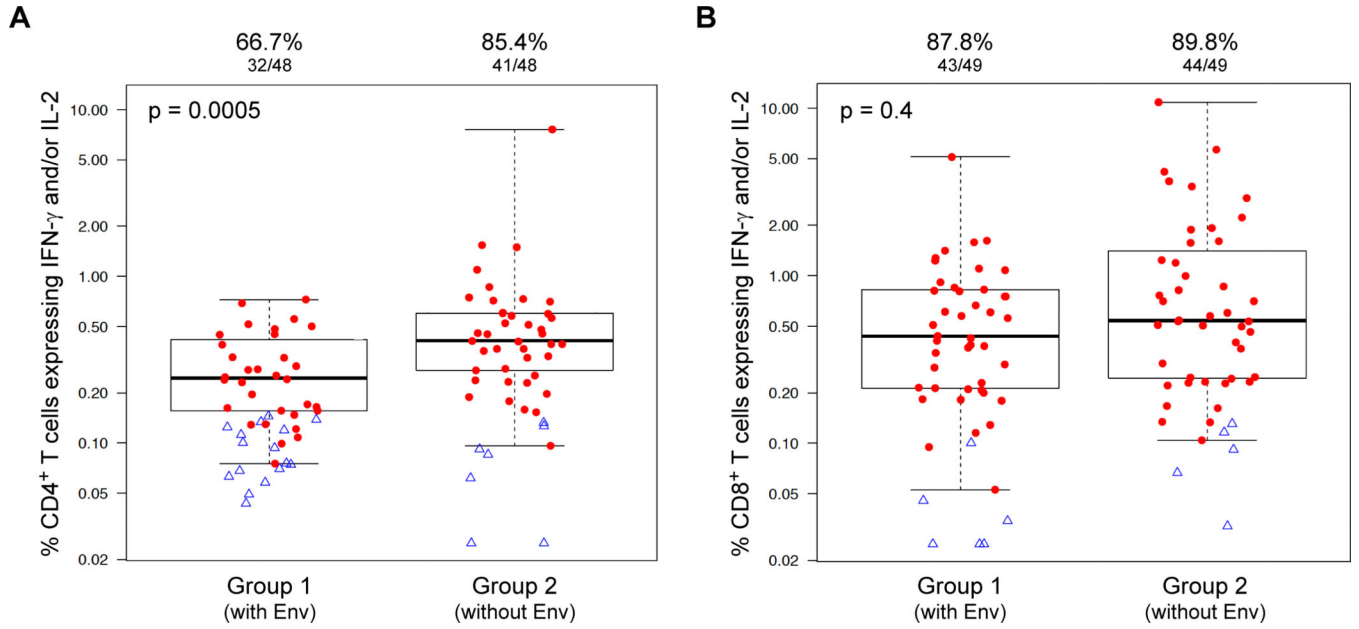 A
66.7%
32/48
85.4%
41/48
p = 0.0005
% CD4+ T cells expressing IFN-γ and/or IL-2
10.00
5.00
2.00
1.00
0.50
0.20
0.10
0.05
0.02
Group 1
(with Env)
Group 2
(without Env)
B
87.8%
43/49
89.8%
44/49
p = 0.4
% CD8+ T cells expressing IFN-γ and/or IL-2
10.00
5.00
2.00
1.00
0.50
0.20
0.10
0.05
0.02
Group 1
(with Env)
Group 2
(without Env)